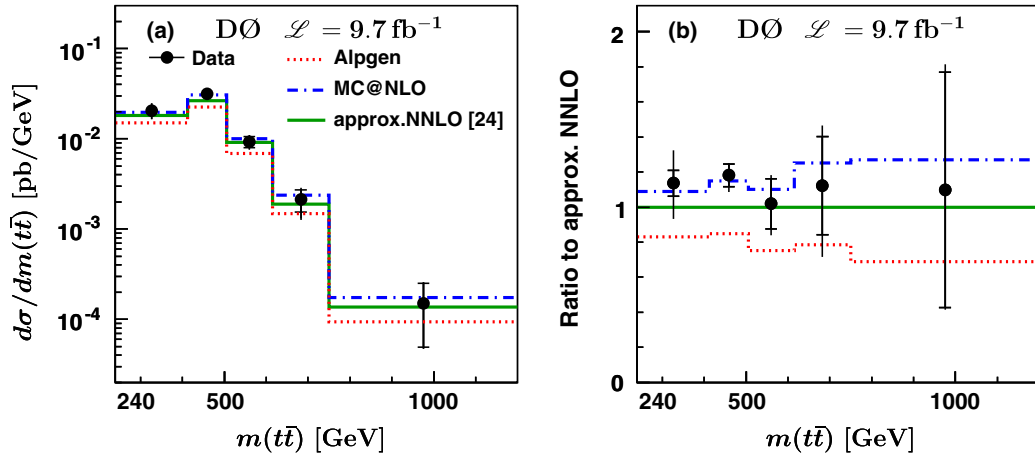 (a) DØ ℒ = 9.7 fb⁻¹
Data
Alpgen
MC@NLO
approx.NNLO [24]
10⁻¹
10⁻²
10⁻³
10⁻⁴
dσ/dm(tt̄) [pb/GeV]
240 500 1000
m(tt̄) [GeV]
(b) DØ ℒ = 9.7 fb⁻¹
2
1
0
Ratio to approx. NNLO
240 500 1000
m(tt̄) [GeV]